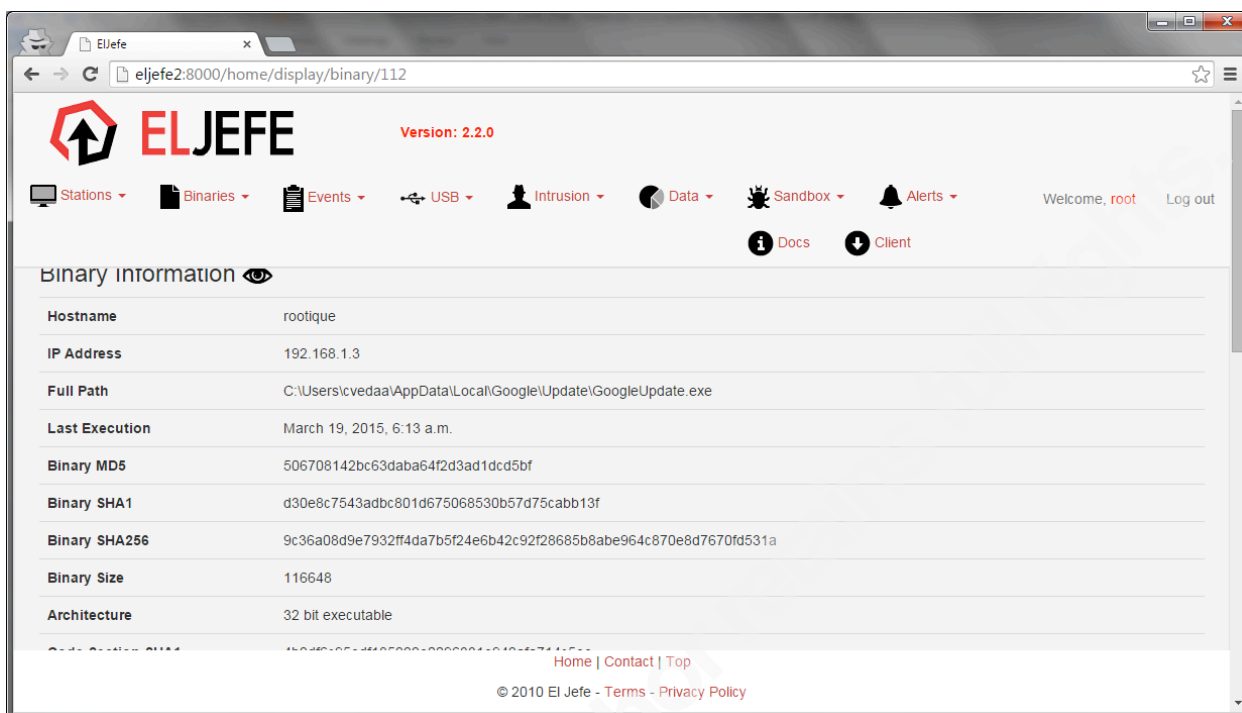 ElJefe
eljefe2:8000/home/display/binary/112
ELJEFE Version: 2.2.0
Stations Binaries Events USB Intrusion Data Sandbox Alerts Welcome, root Log out
Docs Client
Binary Information
Hostname rootique
IP Address 192.168.1.3
Full Path C:\Users\cvedaa\AppData\Local\Google\Update\GoogleUpdate.exe
Last Execution March 19, 2015, 6:13 a.m.
Binary MD5 506708142bc63daba64f2d3ad1dcd5bf
Binary SHA1 d30e8c7543adbc801d675068530b57d75cabb13f
Binary SHA256 9c36a08d9e7932ff4da7b5f24e6b42c92f28685b8abe964c870e8d7670fd531a
Binary Size 116648
Architecture 32 bit executable
Home | Contact | Top
© 2010 El Jefe - Terms - Privacy Policy